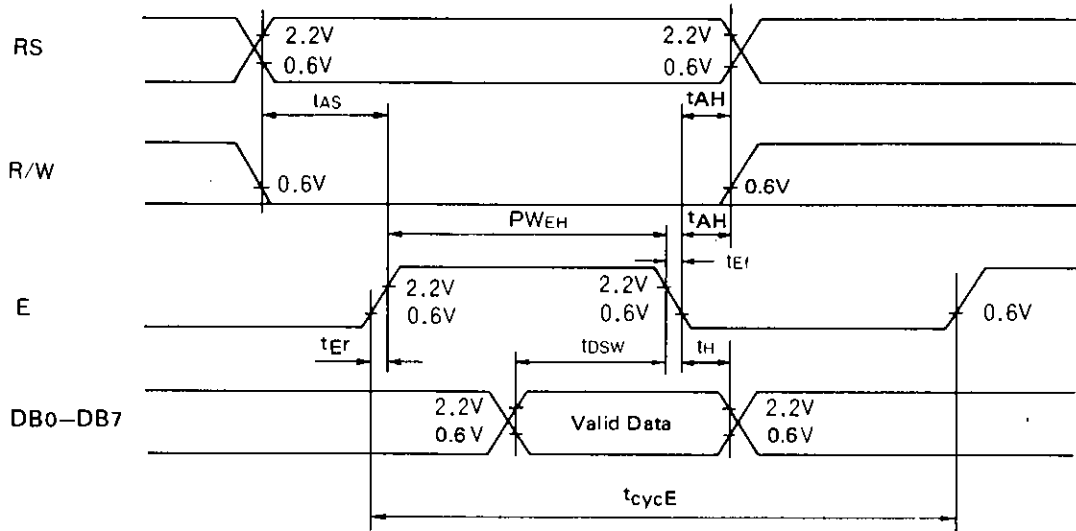 RS
2.2V
0.6V
2.2V
0.6V
tAS
tAH
R/W
0.6V
0.6V
PWEH
tAH
tEf
E
2.2V
0.6V
2.2V
0.6V
0.6V
tEr
tDSW
tH
DB0–DB7
2.2V
0.6V
Valid Data
2.2V
0.6V
tcycE